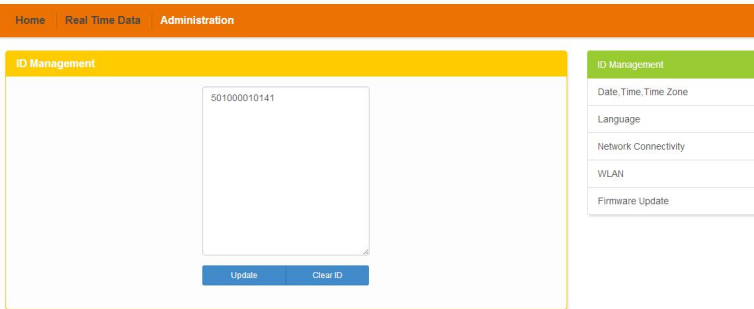 Home Real Time Data Administration
ID Management
501000010141
Update Clear ID
ID Management
Date,Time,Time Zone
Language
Network Connectivity
WLAN
Firmware Update